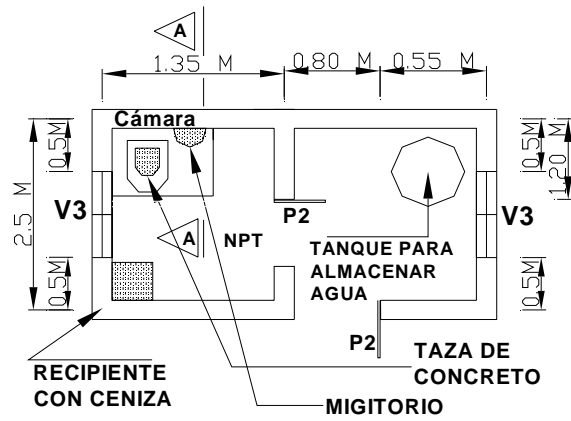 A
1.35 M
0.80 M
0.55 M
Cámara
0.5M
0.5M
1.20 M
2.5 M
V3
V3
P2
A
NPT
TANQUE PARA
ALMACENAR
AGUA
0.5M
0.5M
P2
RECIPIENTE
CON CENIZA
TAZA DE
CONCRETO
MIGITORIO